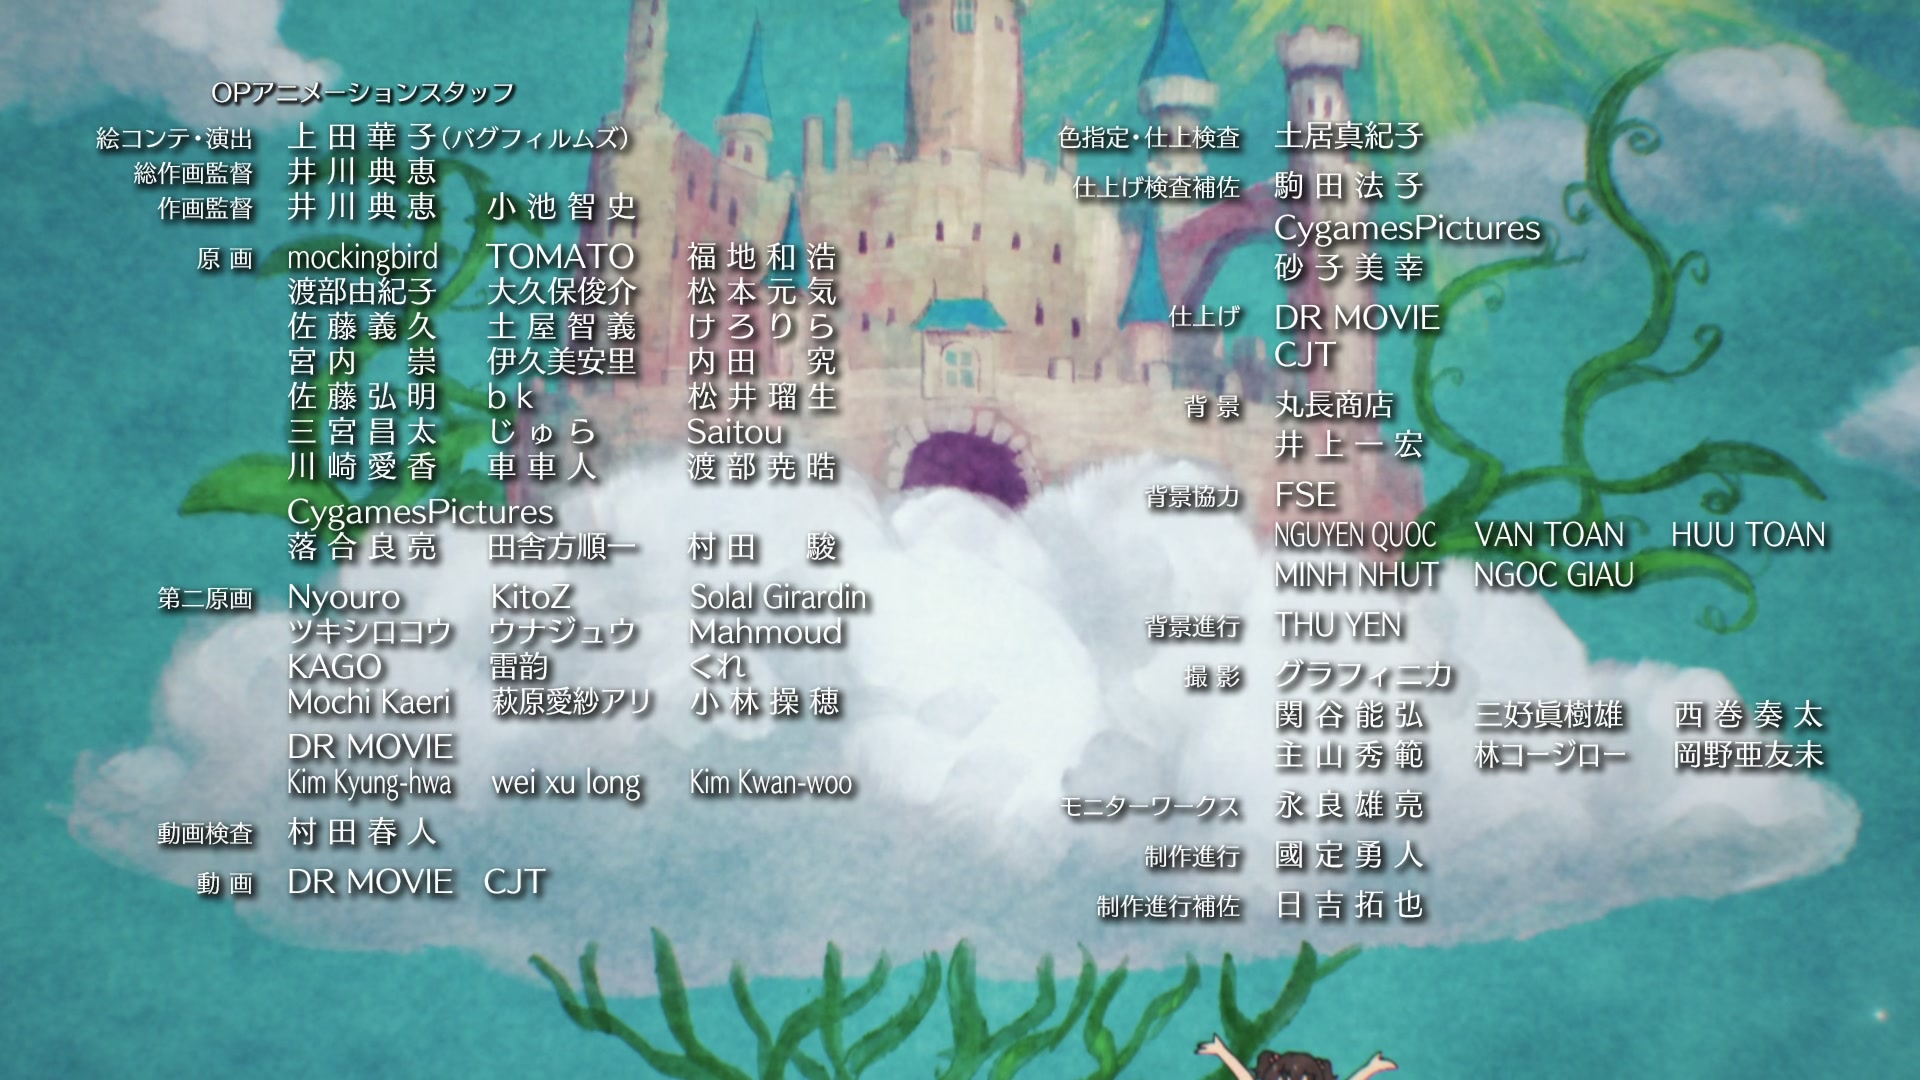 OPアニメーションスタッフ
絵コンテ・演出 上田華子(バグフィルムズ)
総作画監督 井川典恵
作画監督 井川典恵 小池智史
原画 mockingbird TOMATO 福地和浩
渡部由紀子 大久保俊介 松本元気
佐藤義久 土屋智義 けろりら
宮内崇 伊久美安里 内田究
佐藤弘明 bk 松井瑠生
三宮昌太 じゅら Saitou
川崎愛香 車車人 渡部尭晧
CygamesPictures
落合良亮 田舎方順一 村田駿
第二原画 Nyouro KitoZ Solal Girardin
ツキシロコウ ウナジュウ Mahmoud
KAGO 雷韵 くれ
Mochi Kaeri 萩原愛紗アリ 小林操穂
DR MOVIE
Kim Kyung-hwa wei xu long Kim Kwan-woo
動画検査 村田春人
動画 DR MOVIE CJT
色指定・仕上検査 土居真紀子
仕上げ検査補佐 駒田法子
CygamesPictures
砂子美幸
仕上げ DR MOVIE
CJT
背景 丸長商店
井上一宏
背景協力 FSE
NGUYEN QUOC VAN TOAN HUU TOAN
MINH NHUT NGOC GIAU
背景進行 THU YEN
撮影 グラフィニカ
関谷能弘 三好眞樹雄 西巻奏太
主山秀範 林コージロー 岡野亜友未
モニターワークス 永良雄亮
制作進行 國定勇人
制作進行補佐 日吉拓也